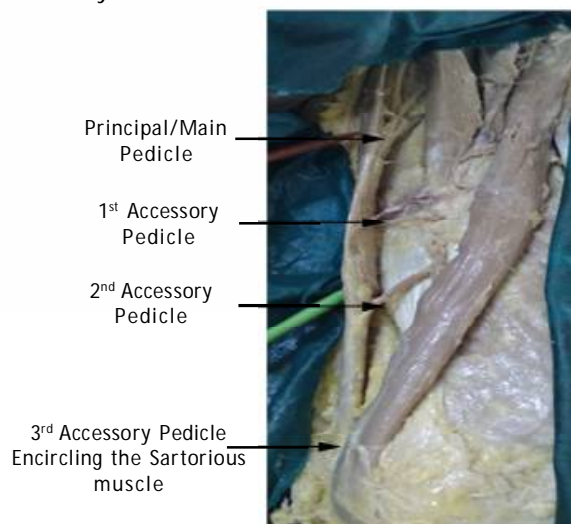 Principal/Main
Pedicle
1st Accessory
Pedicle
2nd Accessory
Pedicle
3rd Accessory Pedicle
Encircling the Sartorious
muscle